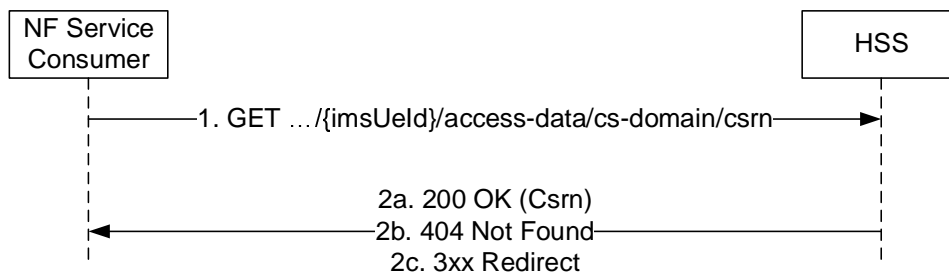 NF Service
Consumer
HSS
1. GET …/{imsUeId}/access-data/cs-domain/csrn
2a. 200 OK (Csrn)
2b. 404 Not Found
2c. 3xx Redirect